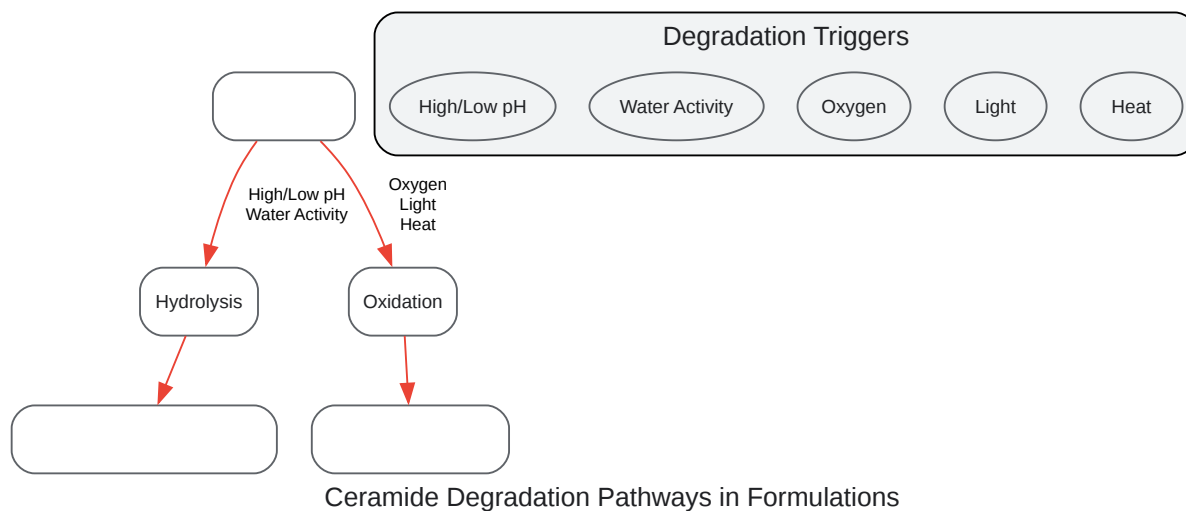 Degradation Triggers
High/Low pH
Water Activity
Oxygen
Light
Heat
High/Low pH
Water Activity
Oxygen
Light
Heat
Hydrolysis
Oxidation
Ceramide Degradation Pathways in Formulations